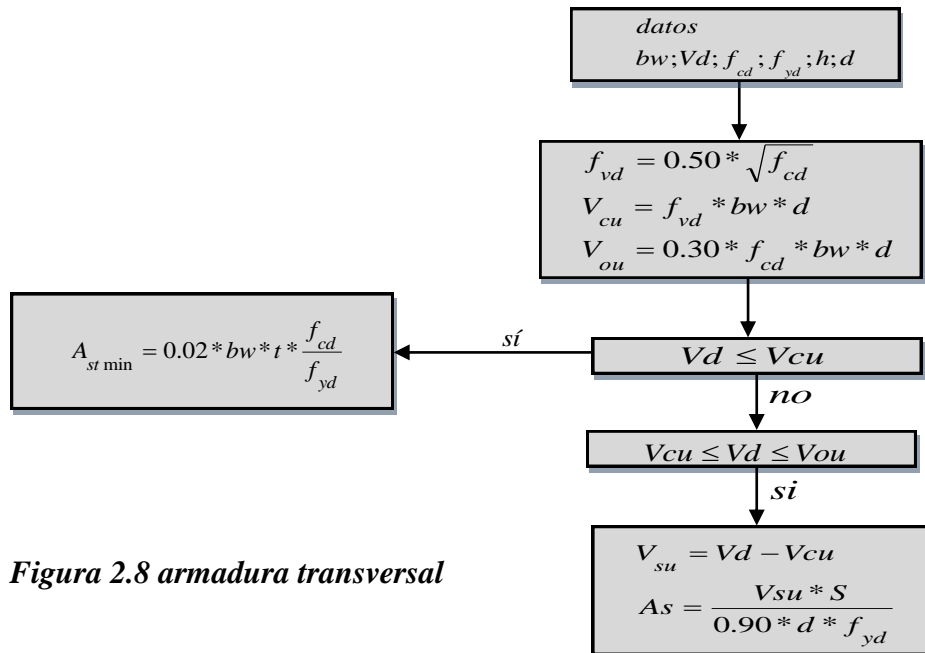 datos
bw;Vd; f_cd; f_yd; h; d
f_vd = 0.50 * √f_cd
V_cu = f_vd * bw * d
V_ou = 0.30 * f_cd * bw * d
A_st min = 0.02 * bw * t * f_cd / f_yd
sí
Vd ≤ Vcu
no
Vcu ≤ Vd ≤ Vou
si
V_su = Vd − Vcu
As = Vsu * S / 0.90 * d * f_yd
Figura 2.8 armadura transversal